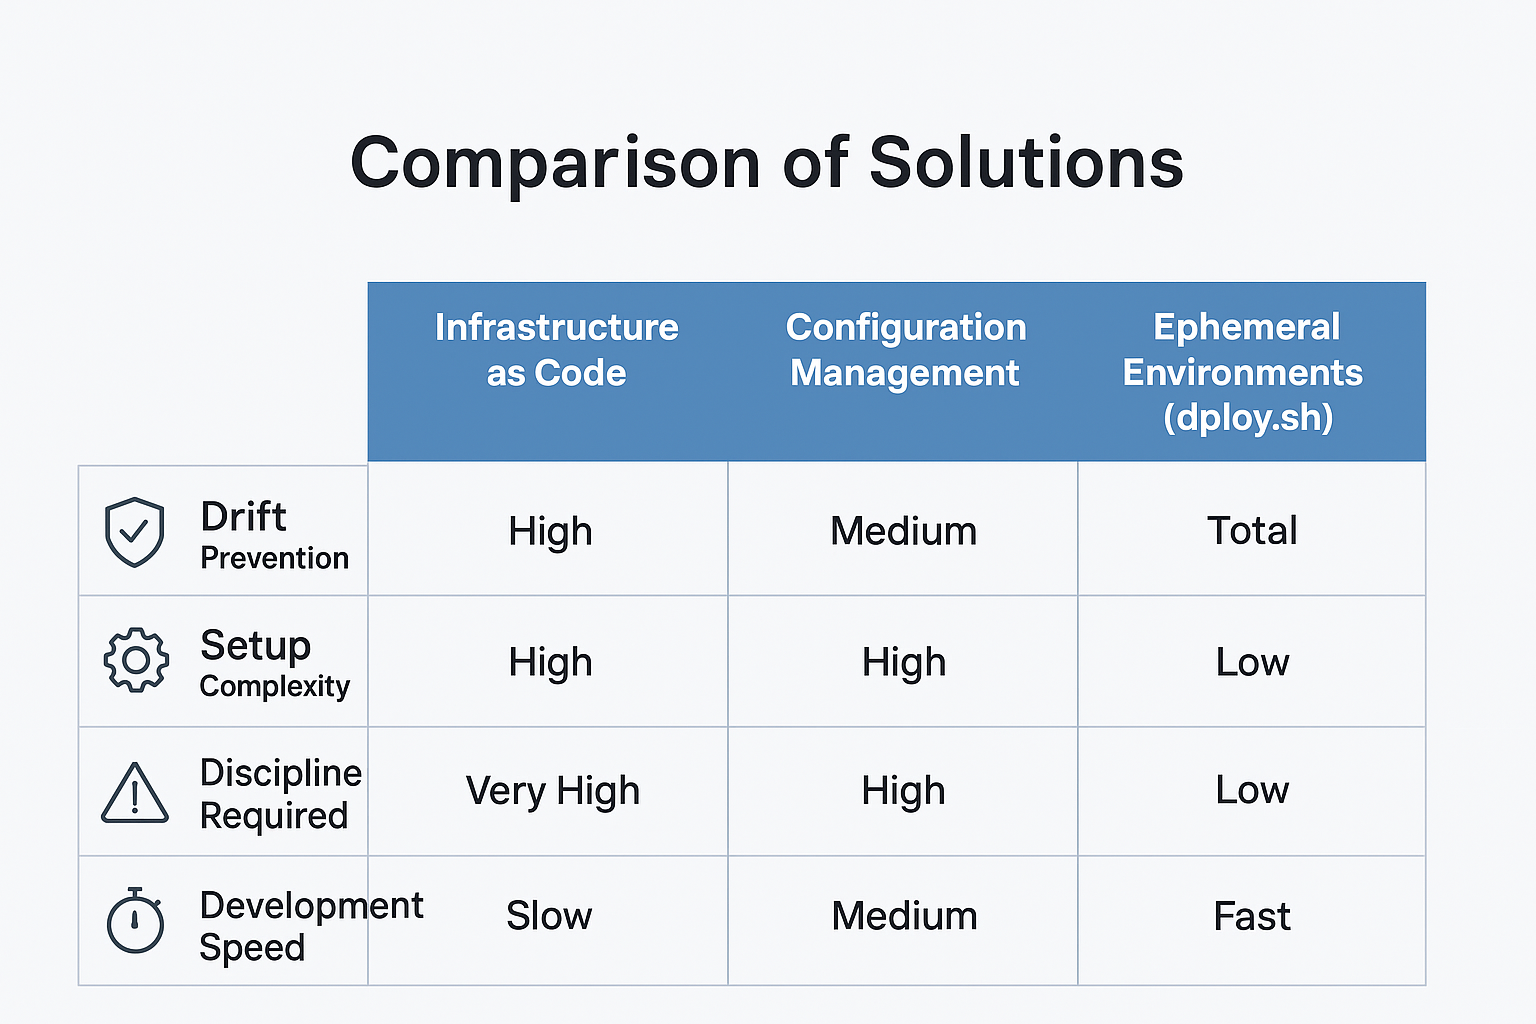 Comparison of Solutions
Infrastructure
as Code
Configuration
Management
Ephemeral
Environments
(dploy.sh)
Drift
Prevention
High
Medium
Total
Setup
Complexity
High
High
Low
Discipline
Required
Very High
High
Low
Development
Speed
Slow
Medium
Fast